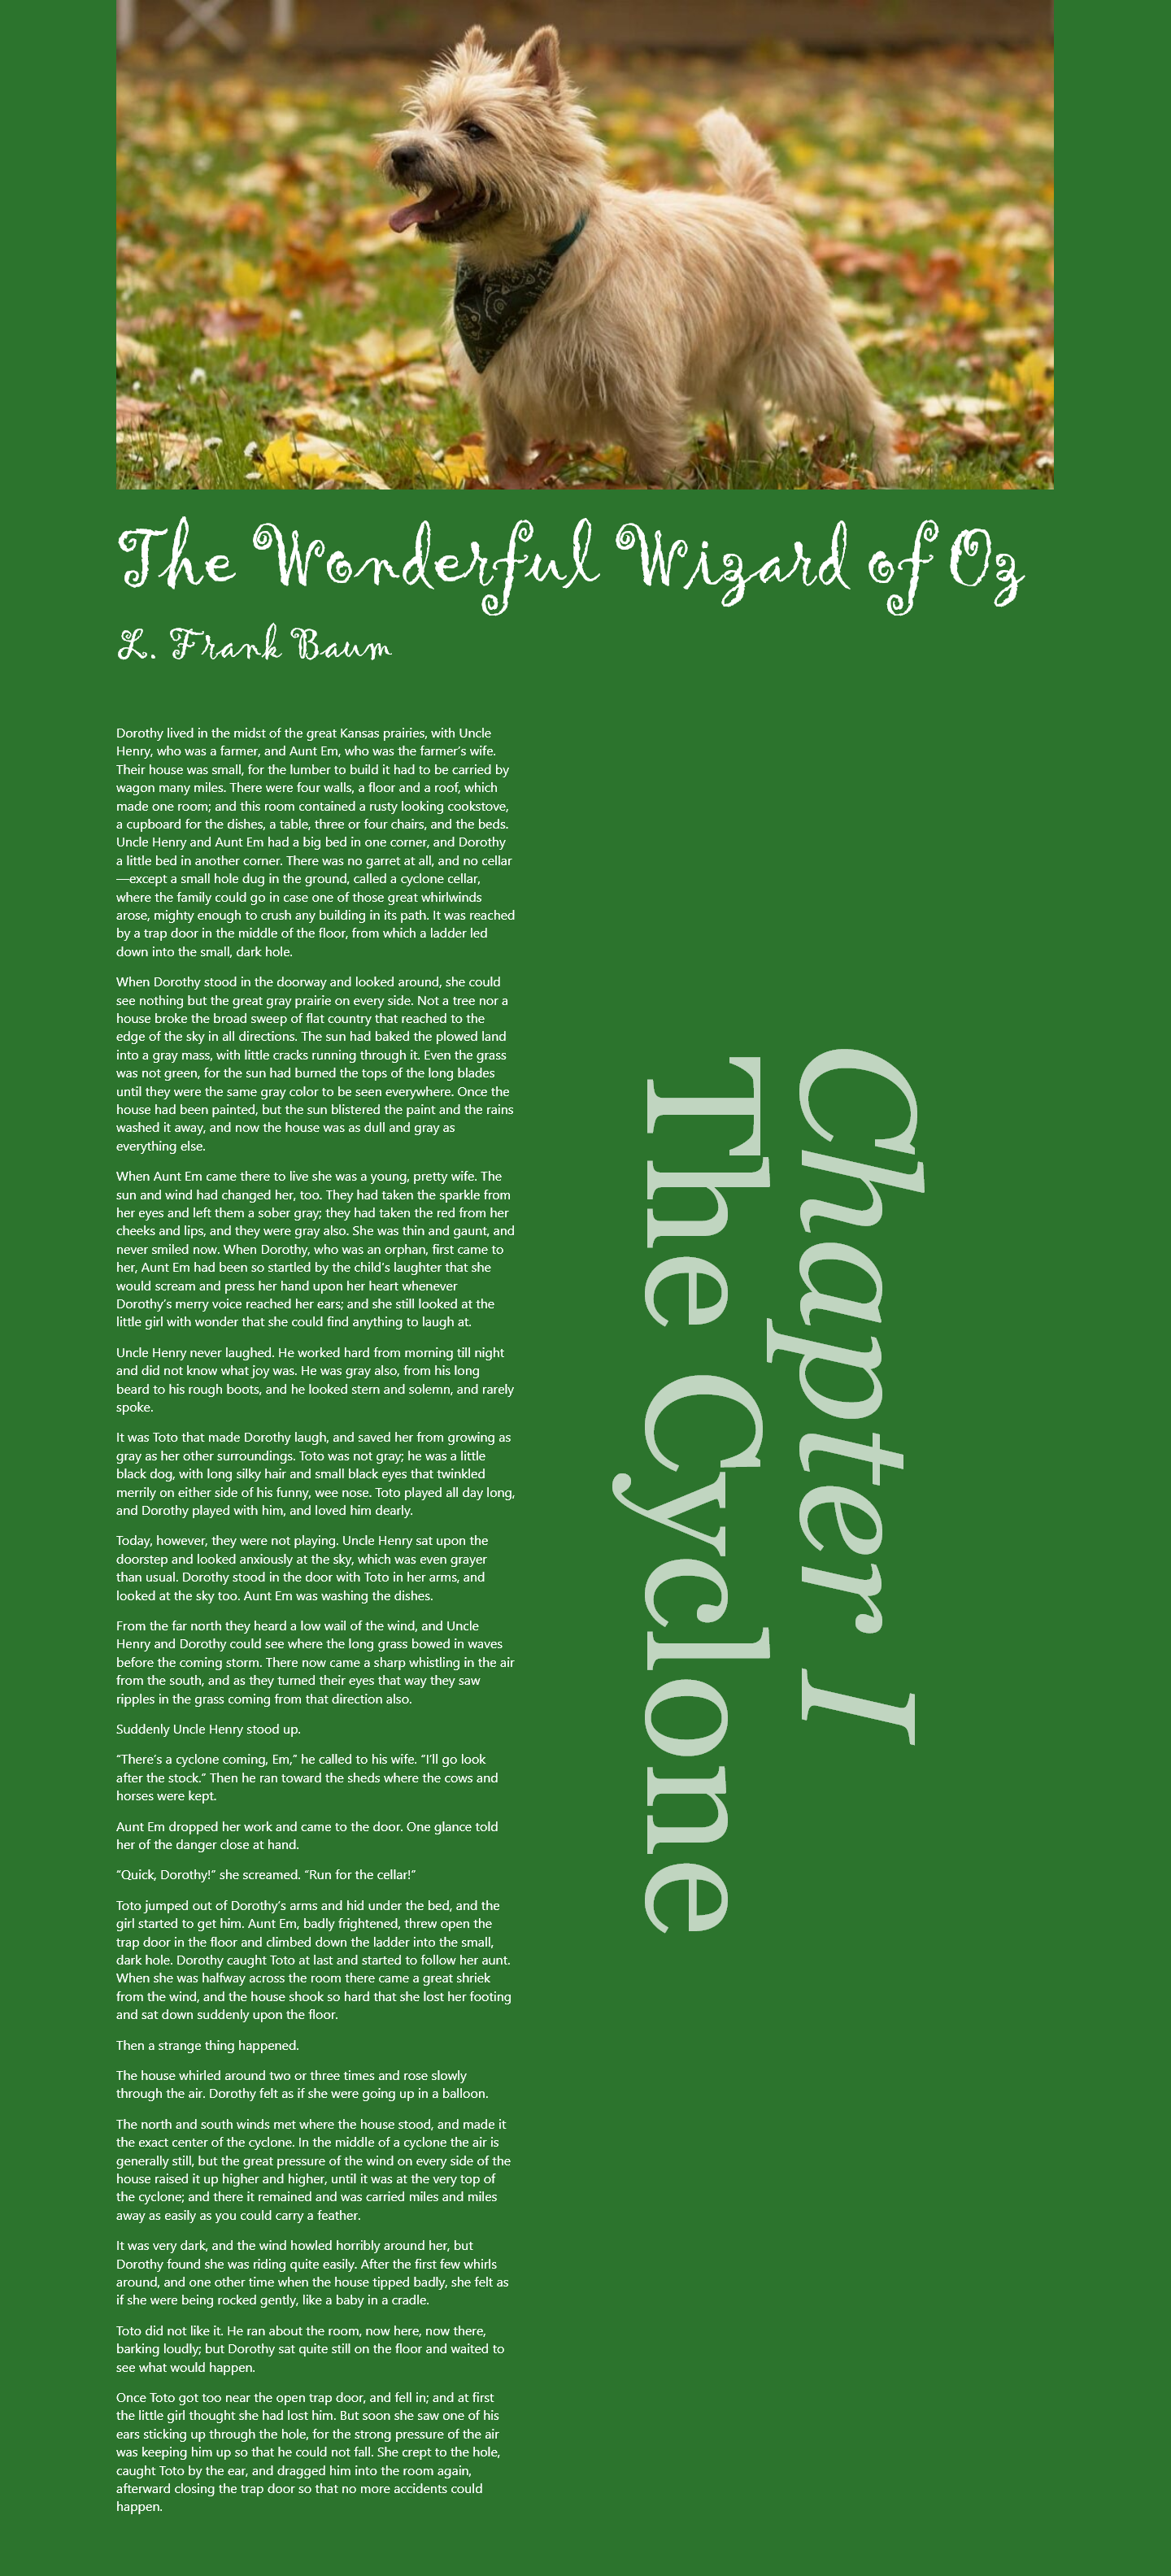 The Wonderful Wizard of Oz
L. Frank Baum
Dorothy lived in the midst of the great Kansas prairies, with Uncle
Henry, who was a farmer, and Aunt Em, who was the farmer’s wife.
Their house was small, for the lumber to build it had to be carried by
wagon many miles. There were four walls, a floor and a roof, which
made one room; and this room contained a rusty looking cookstove,
a cupboard for the dishes, a table, three or four chairs, and the beds.
Uncle Henry and Aunt Em had a big bed in one corner, and Dorothy
a little bed in another corner. There was no garret at all, and no cellar
—except a small hole dug in the ground, called a cyclone cellar,
where the family could go in case one of those great whirlwinds
arose, mighty enough to crush any building in its path. It was reached
by a trap door in the middle of the floor, from which a ladder led
down into the small, dark hole.
When Dorothy stood in the doorway and looked around, she could
see nothing but the great gray prairie on every side. Not a tree nor a
house broke the broad sweep of flat country that reached to the
edge of the sky in all directions. The sun had baked the plowed land
into a gray mass, with little cracks running through it. Even the grass
was not green, for the sun had burned the tops of the long blades
until they were the same gray color to be seen everywhere. Once the
house had been painted, but the sun blistered the paint and the rains
washed it away, and now the house was as dull and gray as
everything else.
When Aunt Em came there to live she was a young, pretty wife. The
sun and wind had changed her, too. They had taken the sparkle from
her eyes and left them a sober gray; they had taken the red from her
cheeks and lips, and they were gray also. She was thin and gaunt, and
never smiled now. When Dorothy, who was an orphan, first came to
her, Aunt Em had been so startled by the child’s laughter that she
would scream and press her hand upon her heart whenever
Dorothy’s merry voice reached her ears; and she still looked at the
little girl with wonder that she could find anything to laugh at.
Uncle Henry never laughed. He worked hard from morning till night
and did not know what joy was. He was gray also, from his long
beard to his rough boots, and he looked stern and solemn, and rarely
spoke.
It was Toto that made Dorothy laugh, and saved her from growing as
gray as her other surroundings. Toto was not gray; he was a little
black dog, with long silky hair and small black eyes that twinkled
merrily on either side of his funny, wee nose. Toto played all day long,
and Dorothy played with him, and loved him dearly.
Today, however, they were not playing. Uncle Henry sat upon the
doorstep and looked anxiously at the sky, which was even grayer
than usual. Dorothy stood in the door with Toto in her arms, and
looked at the sky too. Aunt Em was washing the dishes.
From the far north they heard a low wail of the wind, and Uncle
Henry and Dorothy could see where the long grass bowed in waves
before the coming storm. There now came a sharp whistling in the air
from the south, and as they turned their eyes that way they saw
ripples in the grass coming from that direction also.
Suddenly Uncle Henry stood up.
“There’s a cyclone coming, Em,” he called to his wife. “I’ll go look
after the stock.” Then he ran toward the sheds where the cows and
horses were kept.
Aunt Em dropped her work and came to the door. One glance told
her of the danger close at hand.
“Quick, Dorothy!” she screamed. “Run for the cellar!”
Toto jumped out of Dorothy’s arms and hid under the bed, and the
girl started to get him. Aunt Em, badly frightened, threw open the
trap door in the floor and climbed down the ladder into the small,
dark hole. Dorothy caught Toto at last and started to follow her aunt.
When she was halfway across the room there came a great shriek
from the wind, and the house shook so hard that she lost her footing
and sat down suddenly upon the floor.
Then a strange thing happened.
The house whirled around two or three times and rose slowly
through the air. Dorothy felt as if she were going up in a balloon.
The north and south winds met where the house stood, and made it
the exact center of the cyclone. In the middle of a cyclone the air is
generally still, but the great pressure of the wind on every side of the
house raised it up higher and higher, until it was at the very top of
the cyclone; and there it remained and was carried miles and miles
away as easily as you could carry a feather.
It was very dark, and the wind howled horribly around her, but
Dorothy found she was riding quite easily. After the first few whirls
around, and one other time when the house tipped badly, she felt as
if she were being rocked gently, like a baby in a cradle.
Toto did not like it. He ran about the room, now here, now there,
barking loudly; but Dorothy sat quite still on the floor and waited to
see what would happen.
Once Toto got too near the open trap door, and fell in; and at first
the little girl thought she had lost him. But soon she saw one of his
ears sticking up through the hole, for the strong pressure of the air
was keeping him up so that he could not fall. She crept to the hole,
caught Toto by the ear, and dragged him into the room again,
afterward closing the trap door so that no more accidents could
happen.
Chapter I
The Cyclone